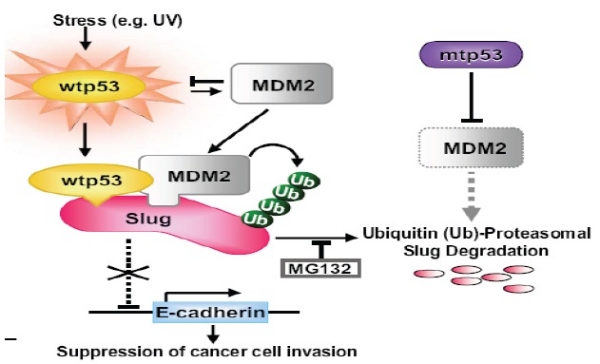 Stress (e.g. UV)
wtp53
MDM2
wtp53
MDM2
Slug
Ub
Ub
Ub
Ub
MG132
E-cadherin
Suppression of cancer cell invasion
mtp53
MDM2
Ubiquitin (Ub)-Proteasomal
Slug Degradation